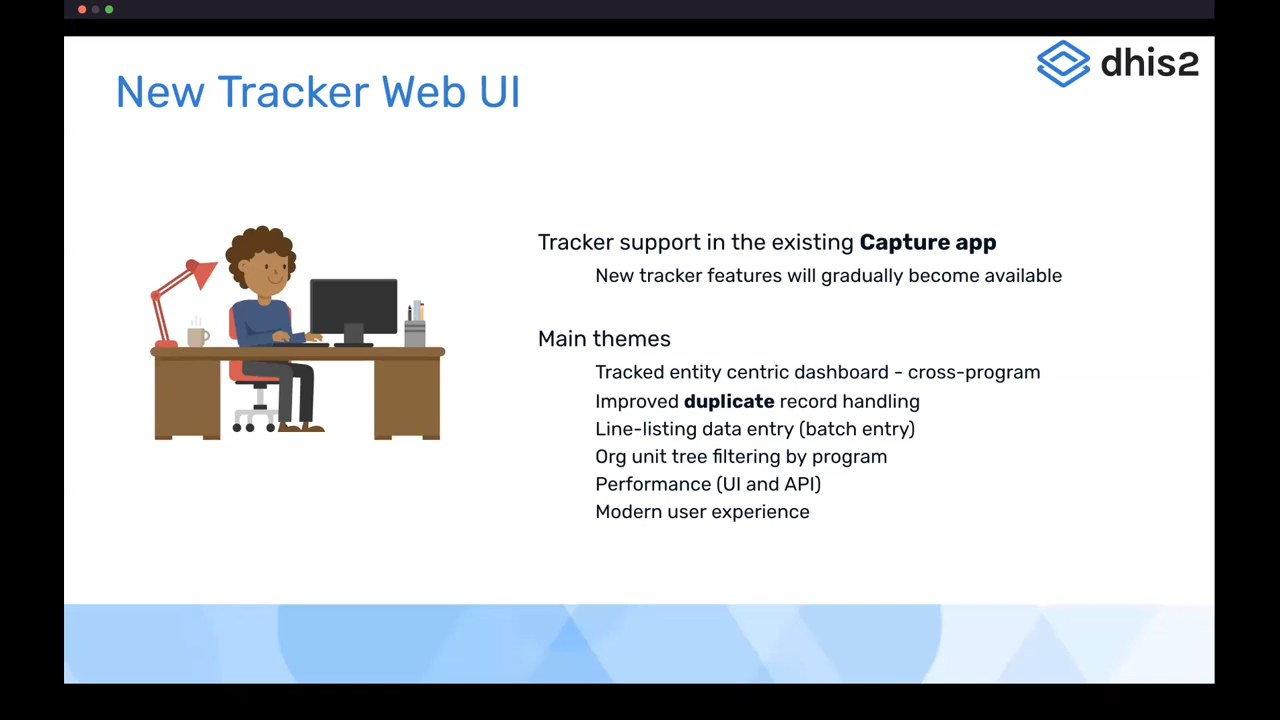 dhis2
New Tracker Web UI
Tracker support in the existing Capture app
New tracker features will gradually become available
Main themes
Tracked entity centric dashboard - cross-program
Improved duplicate record handling
Line-listing data entry (batch entry)
Org unit tree filtering by program
Performance (UI and API)
Modern user experience